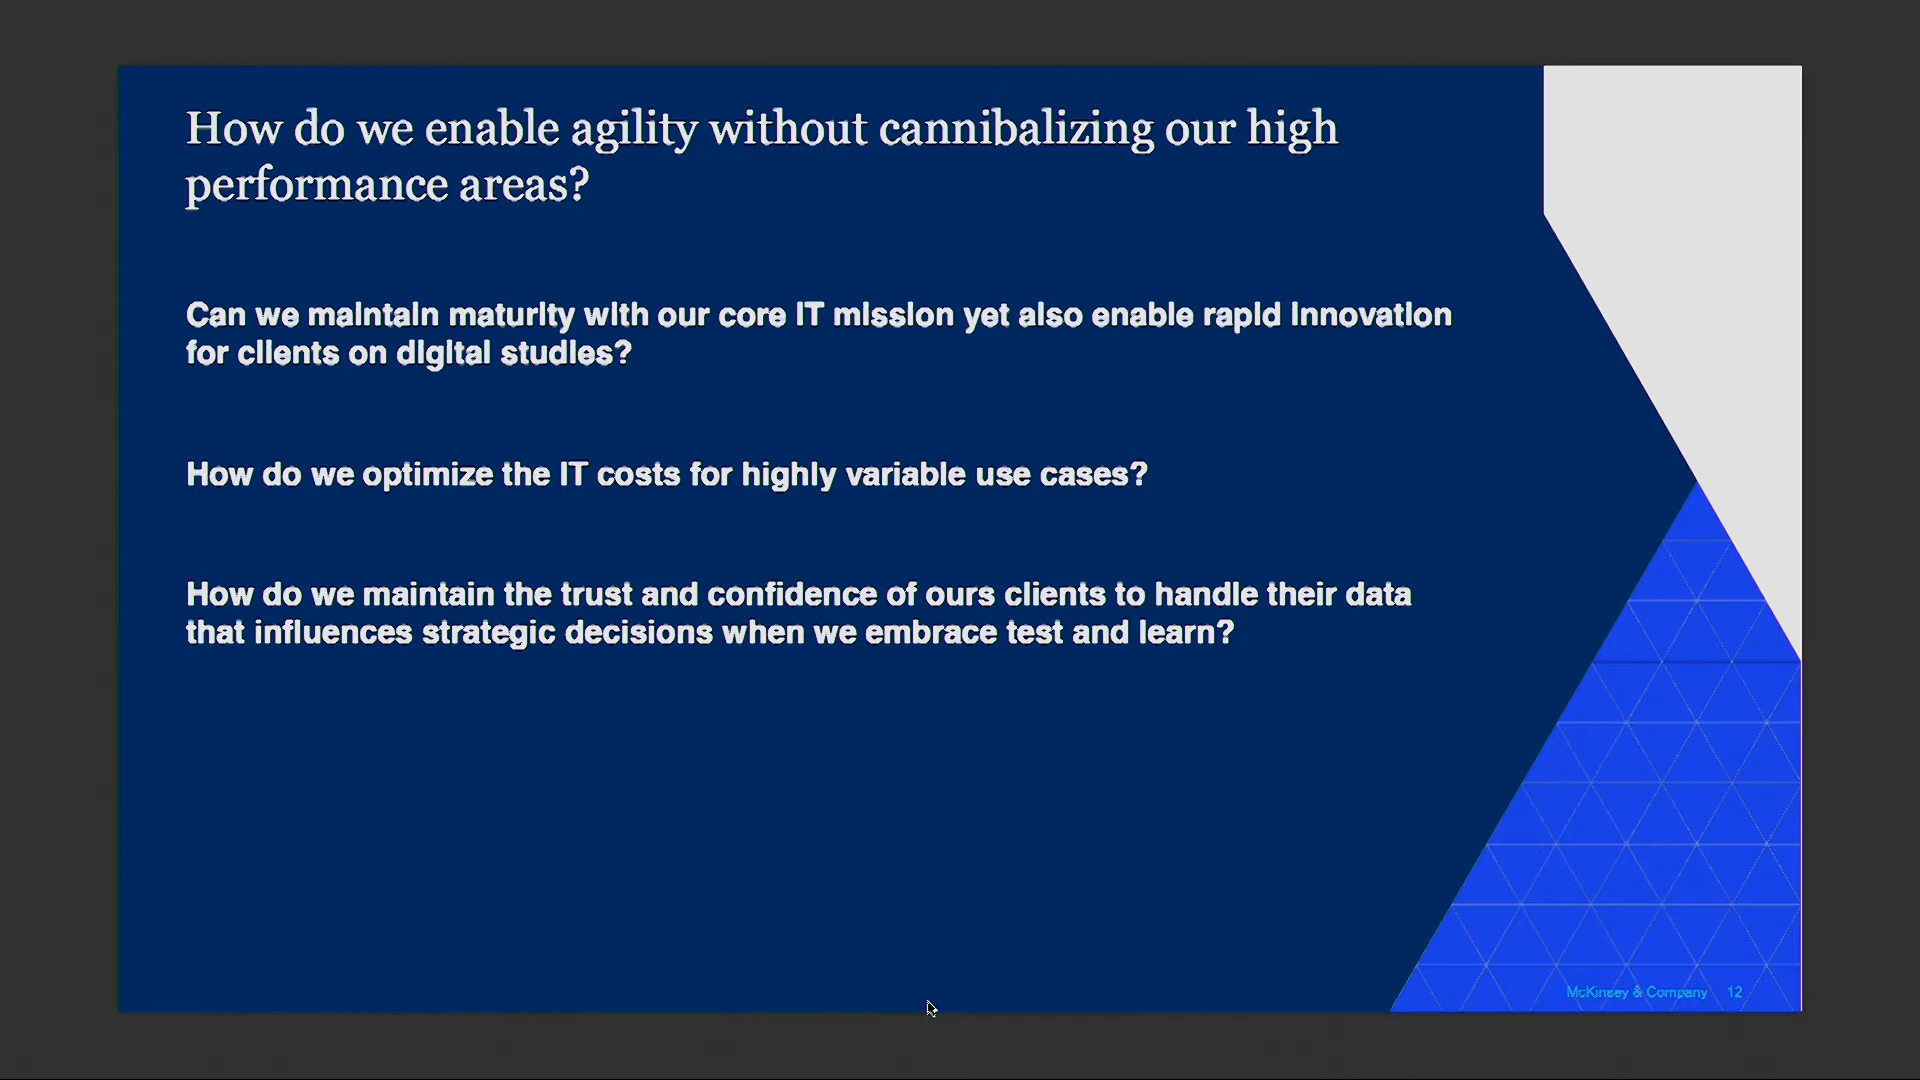 How do we enable agility without cannibalizing our high
performance areas?
Can we maintain maturity with our core IT mission yet also enable rapid innovation
for clients on digital studies?
How do we optimize the IT costs for highly variable use cases?
How do we maintain the trust and confidence of ours clients to handle their data
that influences strategic decisions when we embrace test and learn?
McKinsey & Company 12